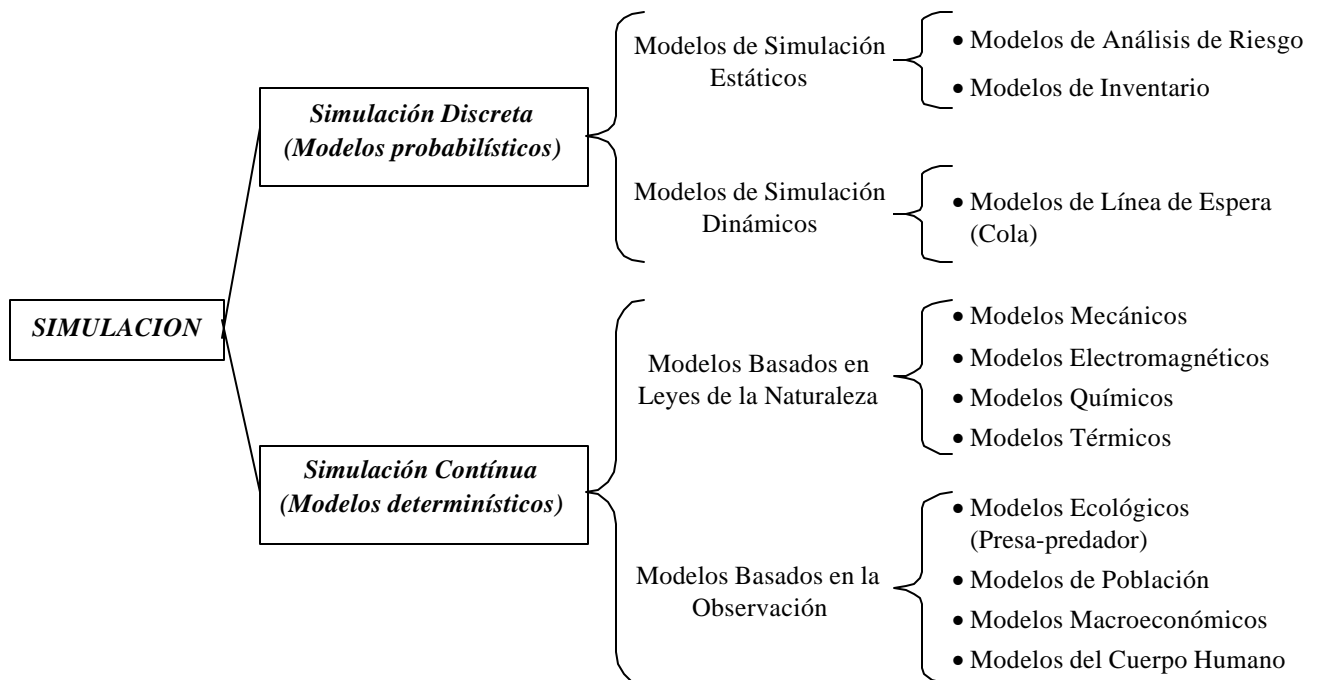 SIMULACION
Simulación Discreta
(Modelos probabilísticos)
Modelos de Simulación
Estáticos
• Modelos de Análisis de Riesgo
• Modelos de Inventario
Modelos de Simulación
Dinámicos
• Modelos de Línea de Espera
(Cola)
Simulación Contínua
(Modelos determinísticos)
Modelos Basados en
Leyes de la Naturaleza
• Modelos Mecánicos
• Modelos Electromagnéticos
• Modelos Químicos
• Modelos Térmicos
Modelos Basados en la
Observación
• Modelos Ecológicos
(Presa-predador)
• Modelos de Población
• Modelos Macroeconómicos
• Modelos del Cuerpo Humano